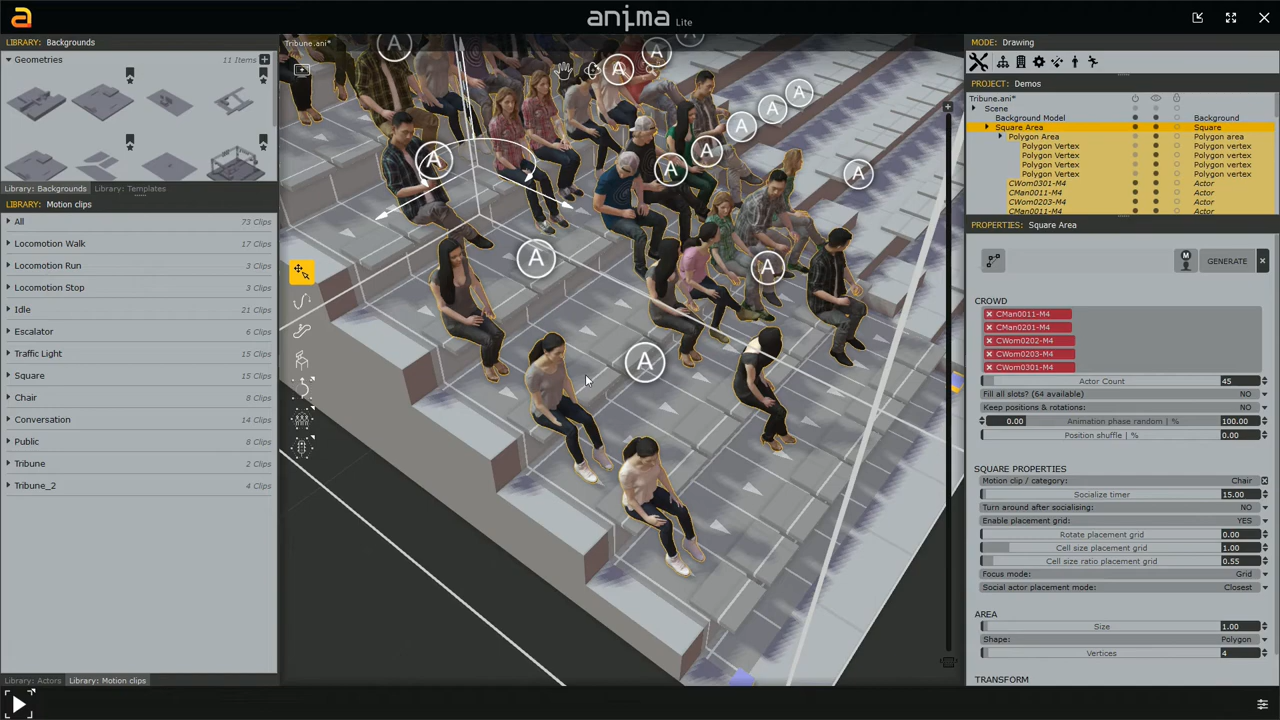 anima Lite
LIBRARY: Backgrounds
Geometries 11 Items
Library: Backgrounds Library: Templates
LIBRARY: Motion clips
All 73 Clips
Locomotion Walk 17 Clips
Locomotion Run 3 Clips
Locomotion Stop 3 Clips
Idle 21 Clips
Escalator 6 Clips
Traffic Light 15 Clips
Square 15 Clips
Chair 8 Clips
Conversation 14 Clips
Public 8 Clips
Tribune 2 Clips
Tribune_2 4 Clips
Library: Actors Library: Motion clips
Tribune.ani*
A
A
A
A
A
A
A
A
A
A
A
A
A
A
MODE: Drawing
PROJECT: Demos
Tribune.ani*
Scene
Background Model Background
Square Area Square
Polygon Area Polygon area
Polygon Vertex Polygon vertex
Polygon Vertex Polygon vertex
Polygon Vertex Polygon vertex
Polygon Vertex Polygon vertex
CWom0301-M4 Actor
CMan0011-M4 Actor
CWom0203-M4 Actor
CMan0011-M4 Actor
PROPERTIES: Square Area
M GENERATE
CROWD
CMan0011-M4
CMan0201-M4
CWom0202-M4
CWom0203-M4
CWom0301-M4
Actor Count 45
Fill all slots? (64 available) NO
Keep positions & rotations: NO
0.00 Animation phase random | % 100.00
Position shuffle | % 0.00
SQUARE PROPERTIES
Motion clip / category: Chair
Socialize timer 15.00
Turn around after socialising: NO
Enable placement grid: YES
Rotate placement grid 0.00
Cell size placement grid 1.00
Cell size ratio placement grid 0.55
Focus mode: Grid
Social actor placement mode: Closest
AREA
Size 1.00
Shape: Polygon
Vertices 4
TRANSFORM